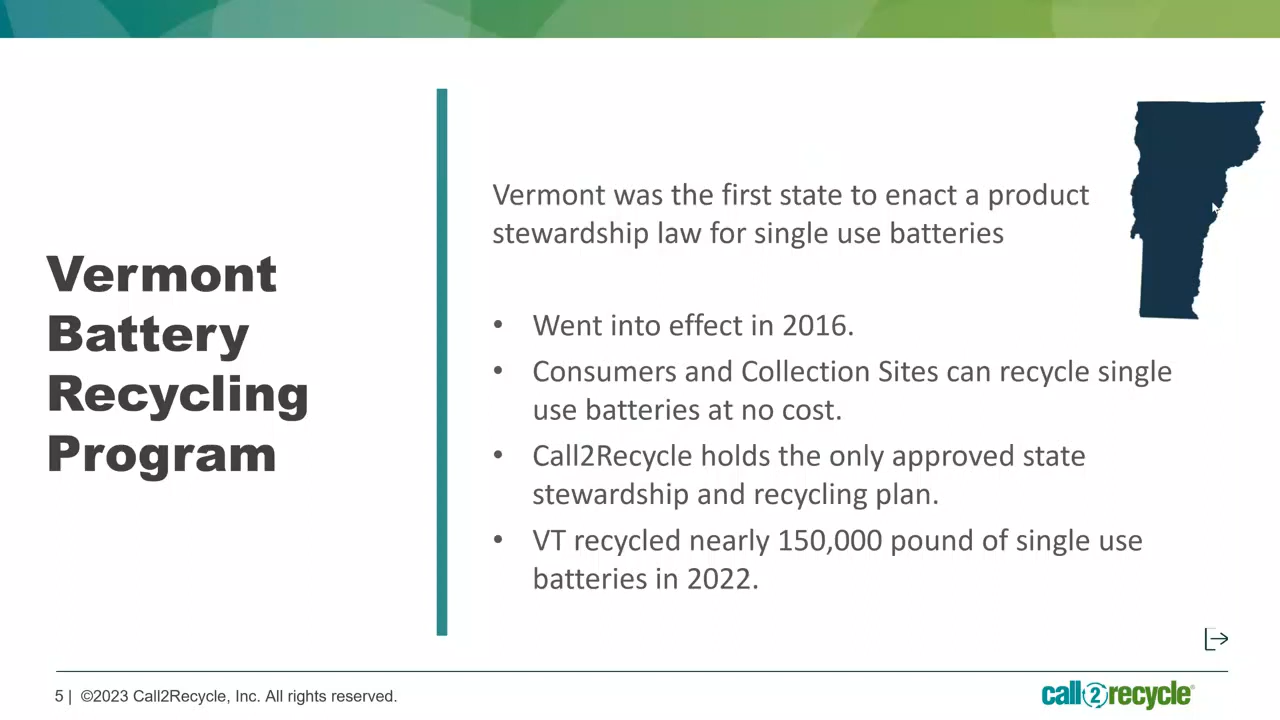 Vermont
Battery
Recycling
Program
Vermont was the first state to enact a product
stewardship law for single use batteries
• Went into effect in 2016.
• Consumers and Collection Sites can recycle single
use batteries at no cost.
• Call2Recycle holds the only approved state
stewardship and recycling plan.
• VT recycled nearly 150,000 pound of single use
batteries in 2022.
5 | ©2023 Call2Recycle, Inc. All rights reserved.
call2recycle®